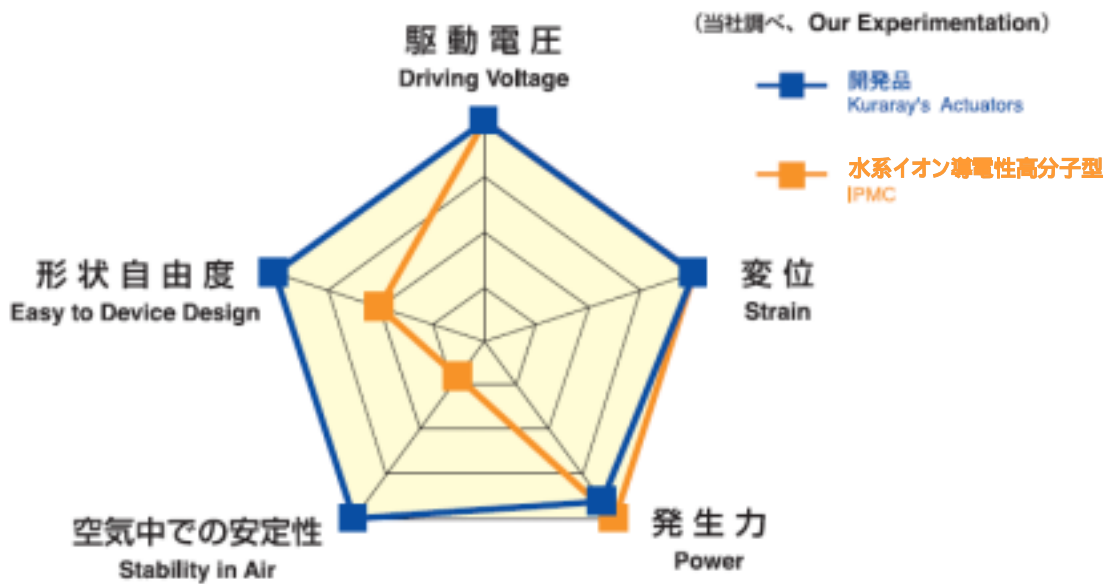 (当社調べ、Our Experimentation)
駆動電圧
Driving Voltage
開発品
Kuraray's Actuators
水系イオン導電性高分子型
IPMC
形状自由度
Easy to Device Design
変位
Strain
空気中での安定性
Stability in Air
発生力
Power